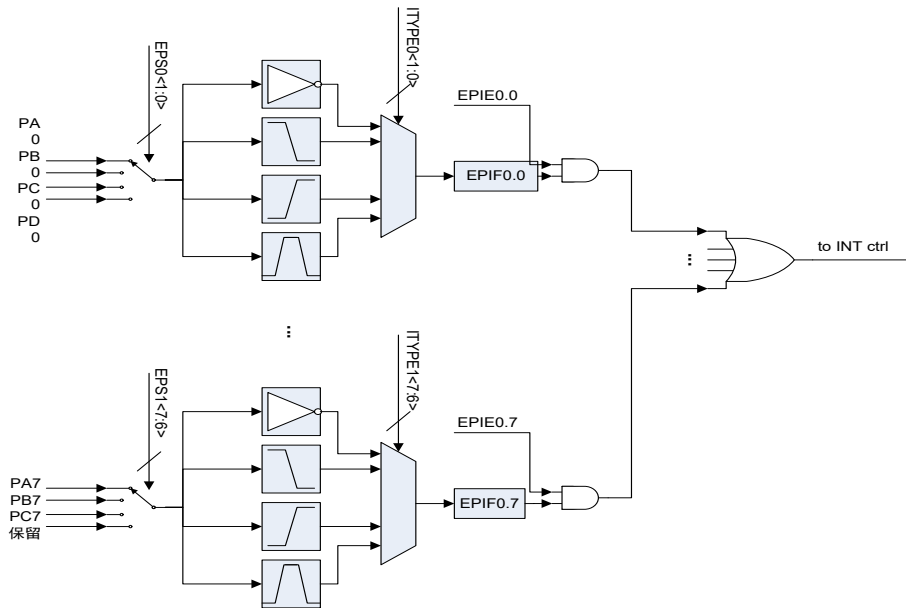 EPS0<1:0>
ITYPE0<1:0>
PA
0
PB
0
PC
0
PD
0
EPIE0.0
EPIF0.0
to INT ctrl
...
...
EPS1<7:6>
ITYPE1<7:6>
PA7
PB7
PC7
保留
EPIE0.7
EPIF0.7